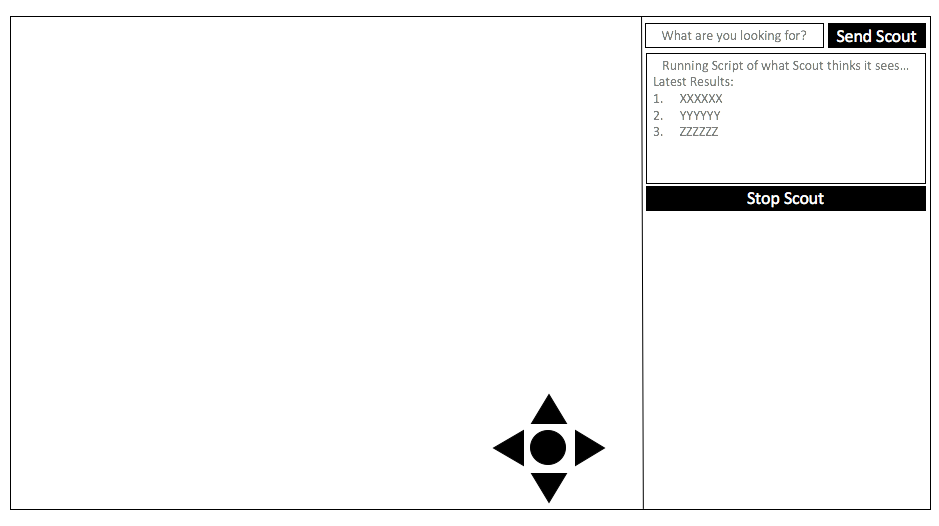 What are you looking for?
Send Scout
Running Script of what Scout thinks it sees...
Latest Results:
1. XXXXXX
2. YYYYYY
3. ZZZZZZ
Stop Scout